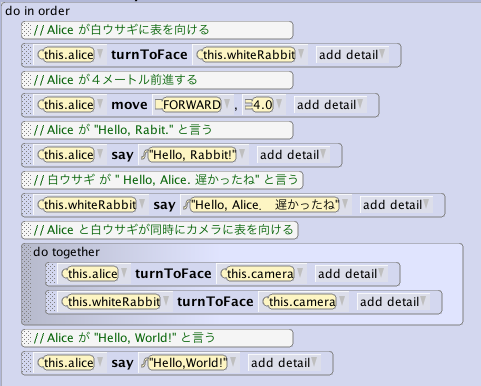 do in order
// Alice が白ウサギに表を向ける
this.alice turnToFace this.whiteRabbit add detail
// Alice が４メートル前進する
this.alice move FORWARD , 4.0 add detail
// Alice が "Hello, Rabit." と言う
this.alice say "Hello, Rabbit!" add detail
// 白ウサギ が " Hello, Alice. 遅かったね" と言う
this.whiteRabbit say "Hello, Alice． 遅かったね" add detail
// Alice と白ウサギが同時にカメラに表を向ける
do together
this.alice turnToFace this.camera add detail
this.whiteRabbit turnToFace this.camera add detail
// Alice が "Hello, World!" と言う
this.alice say "Hello,World!" add detail